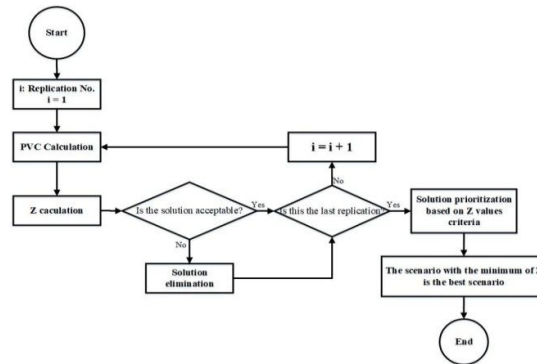 Start
i: Replication No.
i = 1
PVC Calculation
i = i + 1
Z caculation
Is the solution acceptable?
Yes
No
Is this the last replication?
No
Yes
Solution prioritization
based on Z values
criteria
Solution
elimination
The scenario with the minimum of
is the best scenario
End